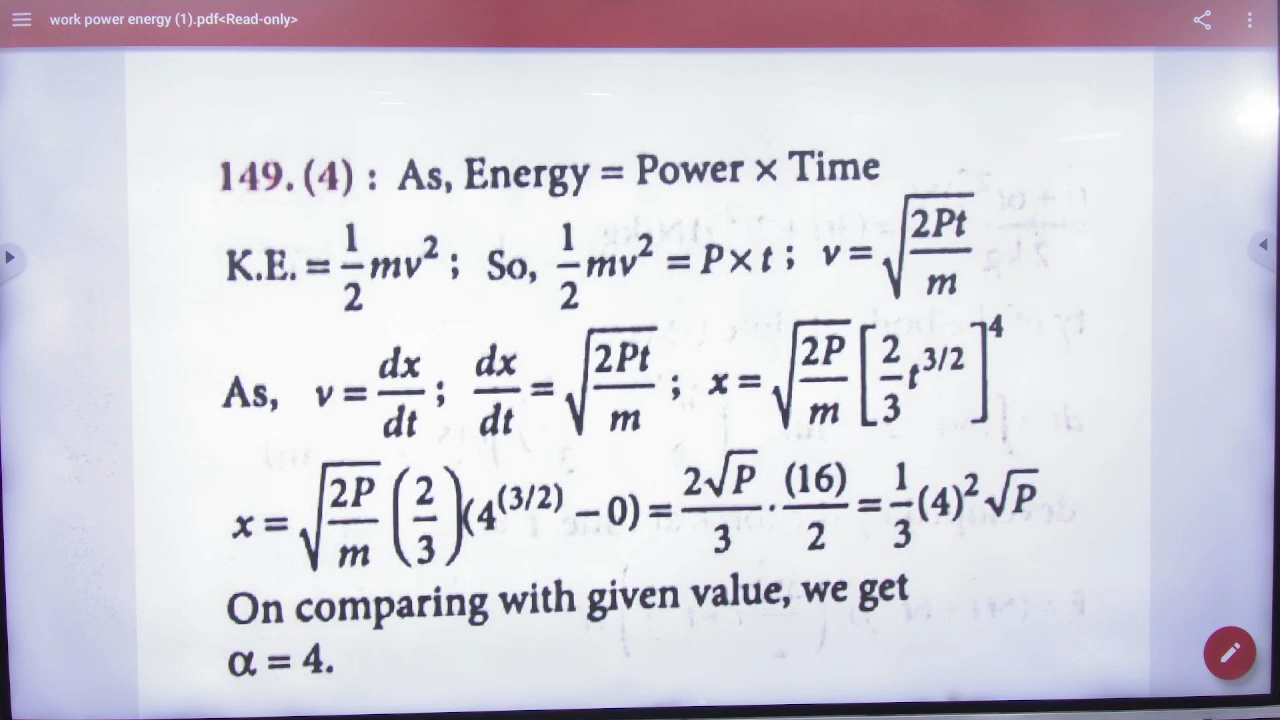 work power energy (1).pdf<Read-only>
149. (4) : As, Energy = Power × Time
K.E. = 1/2 mv² ; So, 1/2 mv² = P × t ; v = √(2Pt/m)
As, v = dx/dt ; dx/dt = √(2Pt/m) ; x = √(2P/m) [2/3 t^(3/2)]⁴
x = √(2P/m) (2/3)(4^(3/2) − 0) = 2√P/3 · (16)/2 = 1/3 (4)² √P
On comparing with given value, we get
α = 4.